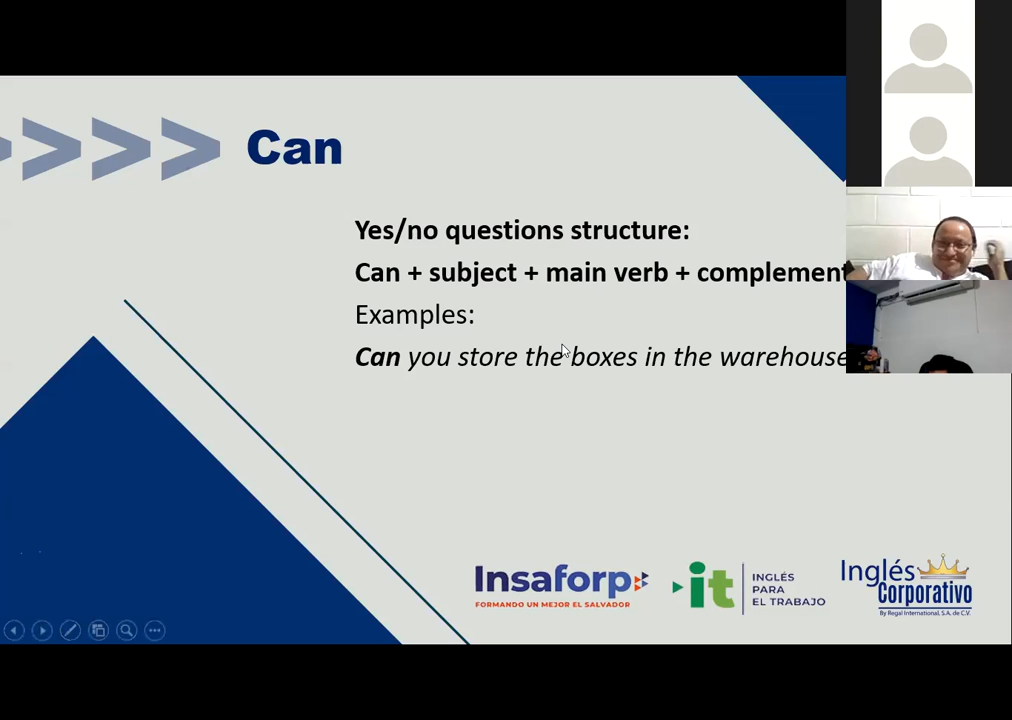 >>>> Can
Yes/no questions structure:
Can + subject + main verb + complement
Examples:
Can you store the boxes in the warehouse
Insaforp
FORMANDO UN MEJOR EL SALVADOR
it
INGLÉS
PARA
EL TRABAJO
Inglés
Corporativo
By Regal International, S.A. de C.V.